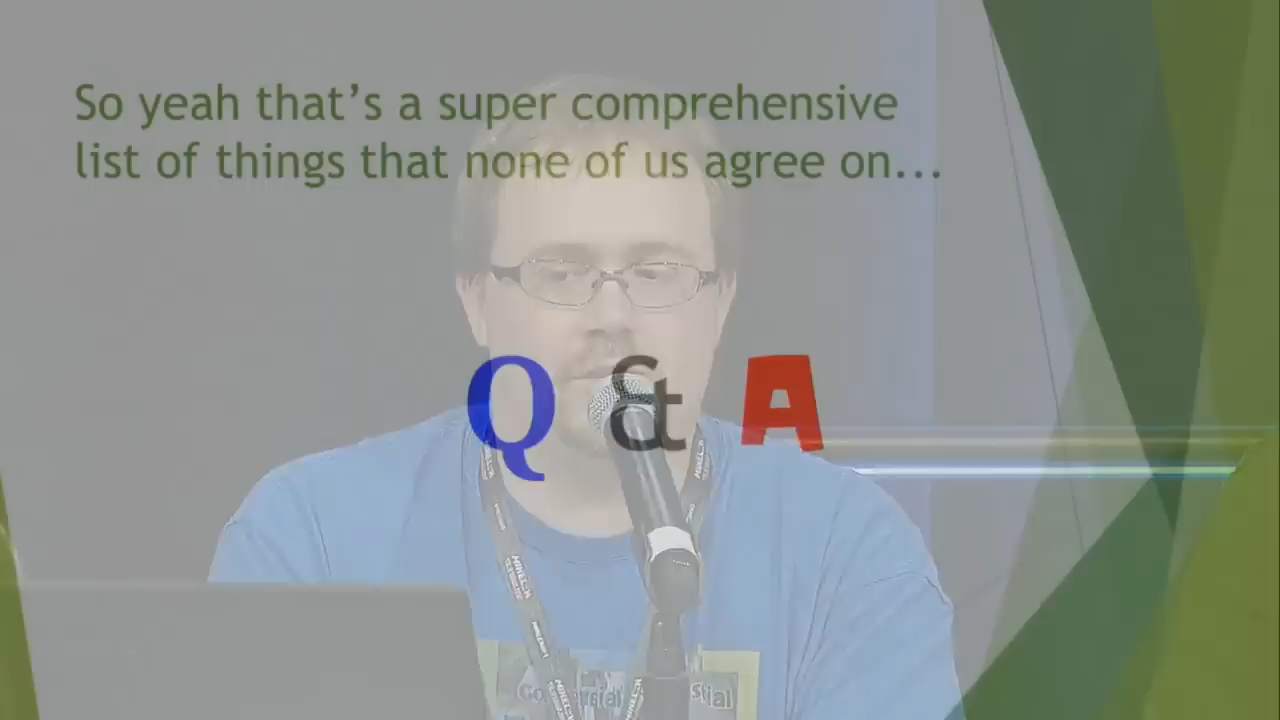 So yeah that's a super comprehensive
list of things that none of us agree on...
Q & A